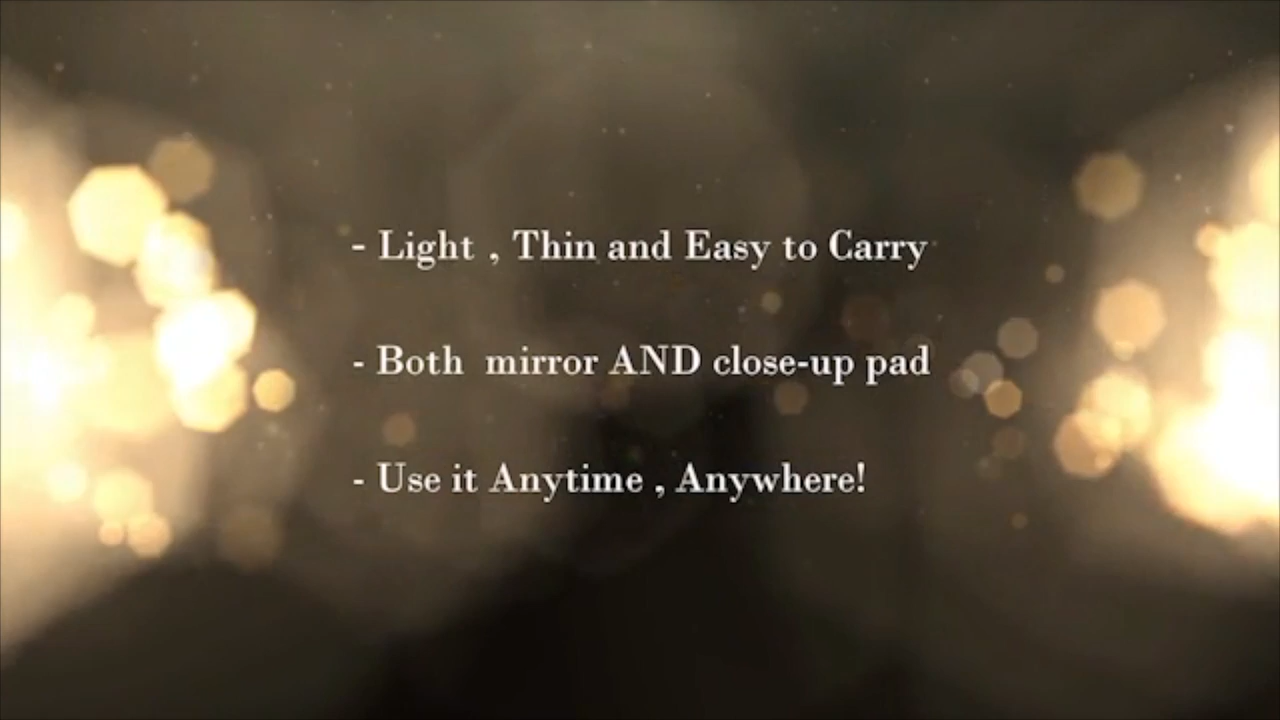 - Light , Thin and Easy to Carry
- Both  mirror AND close-up pad
- Use it Anytime , Anywhere!